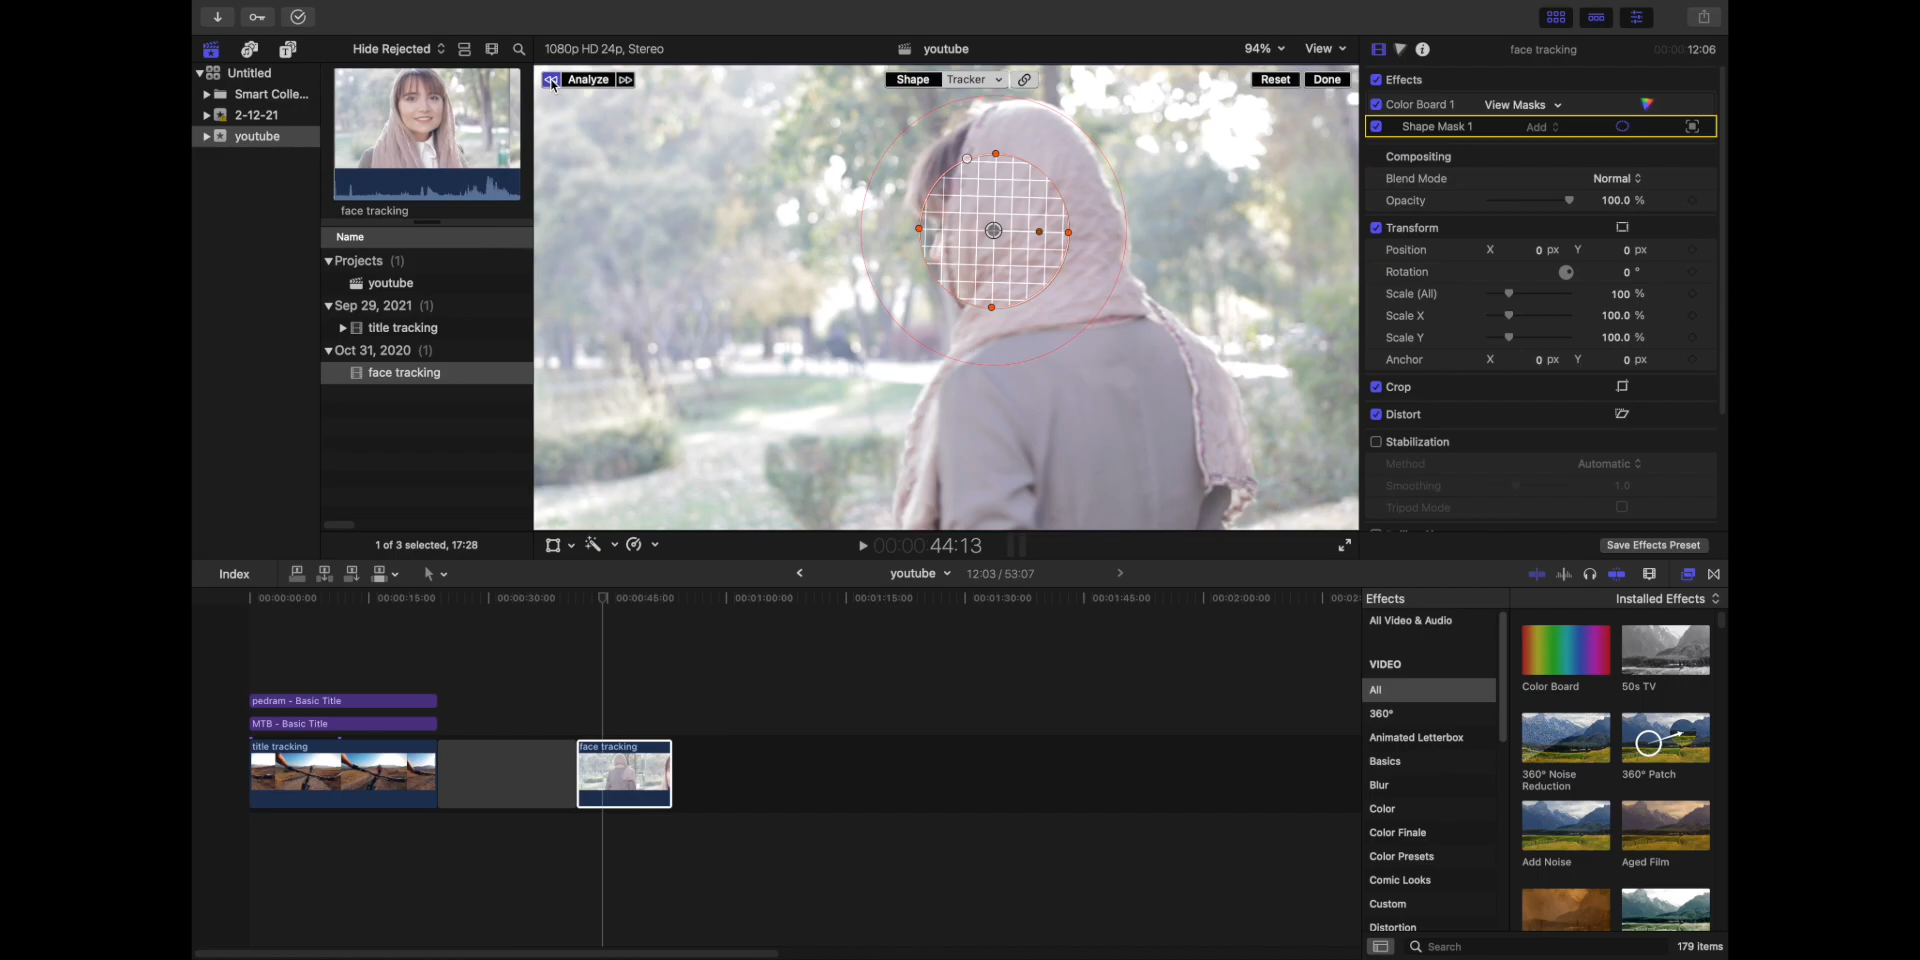 Hide Rejected
1080p HD 24p, Stereo
youtube
94%
View
face tracking
00:00:12:06
Untitled
Smart Colle...
2-12-21
youtube
face tracking
Name
Projects (1)
youtube
Sep 29, 2021 (1)
title tracking
Oct 31, 2020 (1)
face tracking
1 of 3 selected, 17:28
Analyze
Shape
Tracker
Reset
Done
00:00:44:13
Effects
Color Board 1
View Masks
Shape Mask 1
Add
Compositing
Blend Mode
Normal
Opacity
100.0 %
Transform
Position
X 0 px Y 0 px
Rotation
0 °
Scale (All)
100 %
Scale X
100.0 %
Scale Y
100.0 %
Anchor
X 0 px Y 0 px
Crop
Distort
Stabilization
Method
Automatic
Smoothing
1.0
Tripod Mode
Save Effects Preset
Index
youtube
12:03 / 53:07
00:00:00:00
00:00:15:00
00:00:30:00
00:00:45:00
00:01:00:00
00:01:15:00
00:01:30:00
00:01:45:00
00:02:00:00
00:02:
pedram - Basic Title
MTB - Basic Title
title tracking
face tracking
Effects
Installed Effects
All Video & Audio
VIDEO
All
360°
Animated Letterbox
Basics
Blur
Color
Color Finale
Color Presets
Comic Looks
Custom
Distortion
Color Board
50s TV
360° Noise
Reduction
360° Patch
Add Noise
Aged Film
Search
179 items